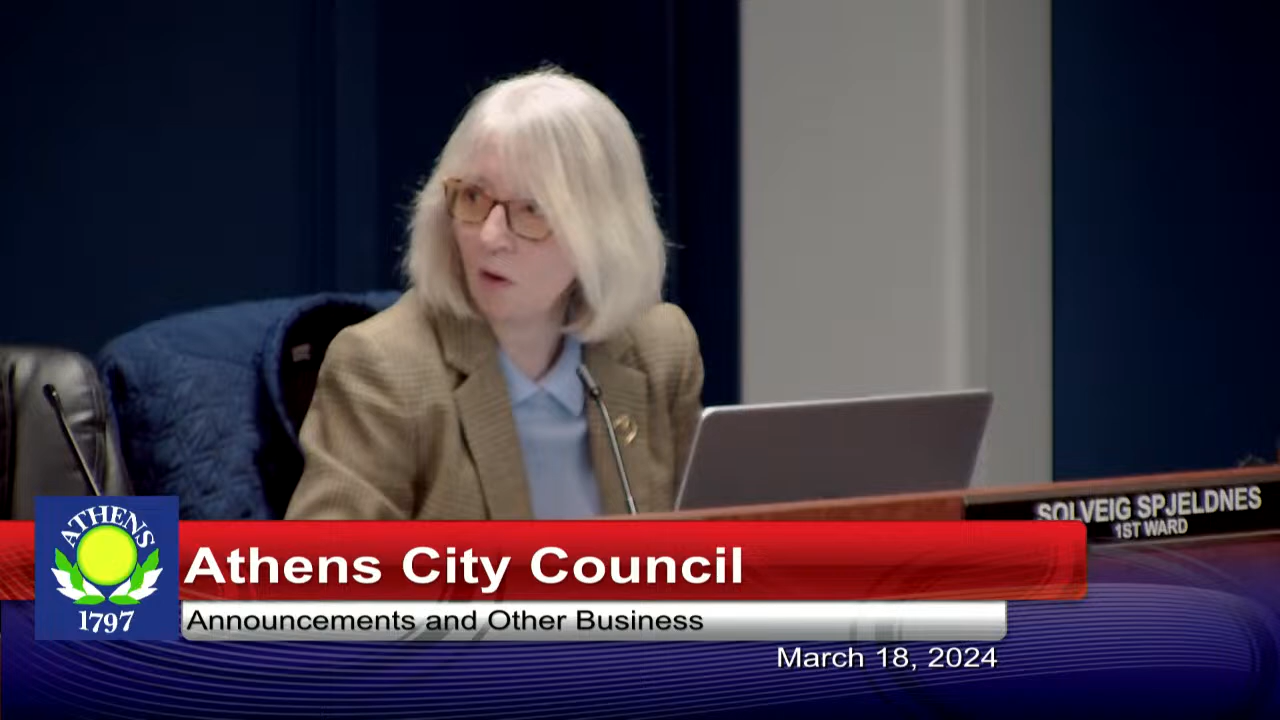 SOLVEIG SPJELDNES
1ST WARD
ATHENS
1797
Athens City Council
Announcements and Other Business
March 18, 2024